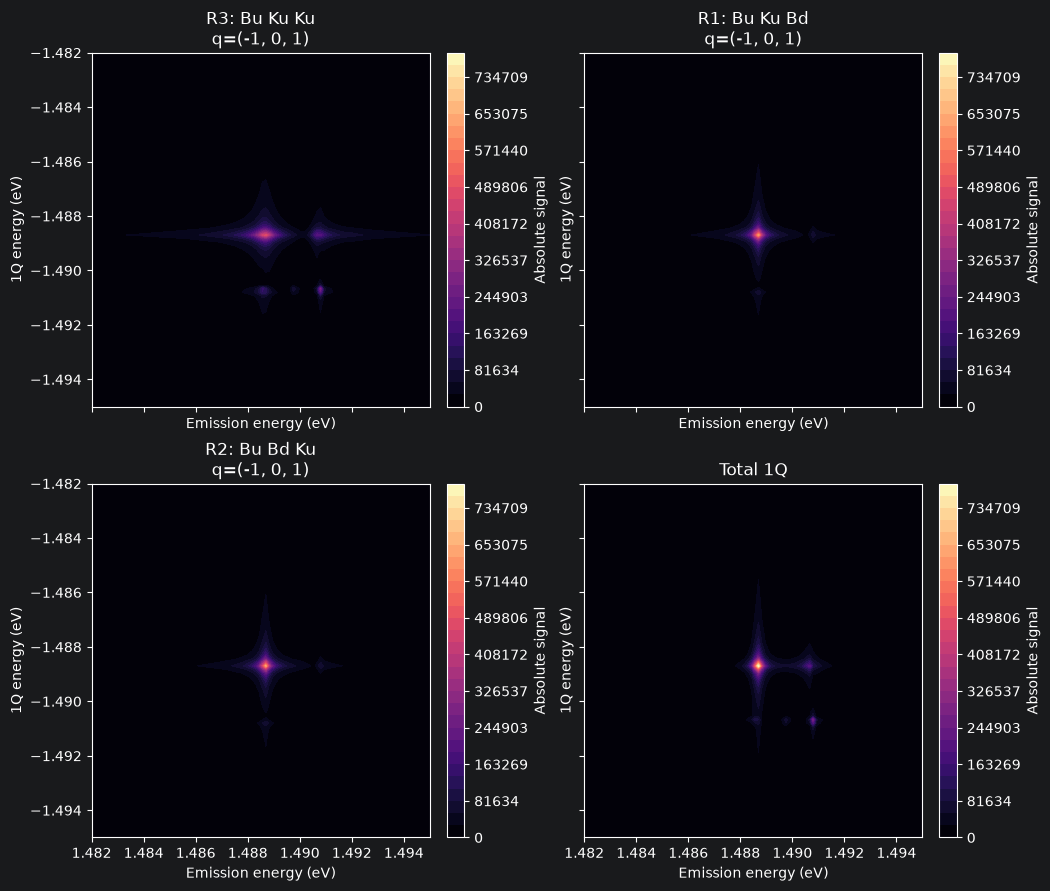 R3: Bu Ku Ku
q=(-1, 0, 1)
−1.482
−1.484
−1.486
−1.488
−1.490
−1.492
−1.494
1Q energy (eV)
Emission energy (eV)
734709
653075
571440
489806
408172
326537
244903
163269
81634
0
Absolute signal
R1: Bu Ku Bd
q=(-1, 0, 1)
1Q energy (eV)
Emission energy (eV)
734709
653075
571440
489806
408172
326537
244903
163269
81634
0
Absolute signal
R2: Bu Bd Ku
q=(-1, 0, 1)
−1.482
−1.484
−1.486
−1.488
−1.490
−1.492
−1.494
1Q energy (eV)
1.482 1.484 1.486 1.488 1.490 1.492 1.494
Emission energy (eV)
734709
653075
571440
489806
408172
326537
244903
163269
81634
0
Absolute signal
Total 1Q
1Q energy (eV)
1.482 1.484 1.486 1.488 1.490 1.492 1.494
Emission energy (eV)
734709
653075
571440
489806
408172
326537
244903
163269
81634
0
Absolute signal